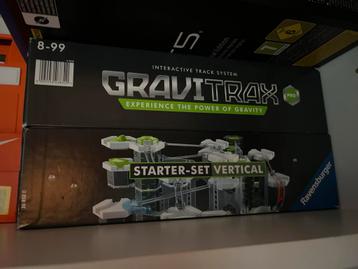 8-99
INTERACTIVE TRACK SYSTEM
GRAVITRAX
PRO
EXPERIENCE THE POWER OF GRAVITY
STARTER-SET VERTICAL
Ravensburger